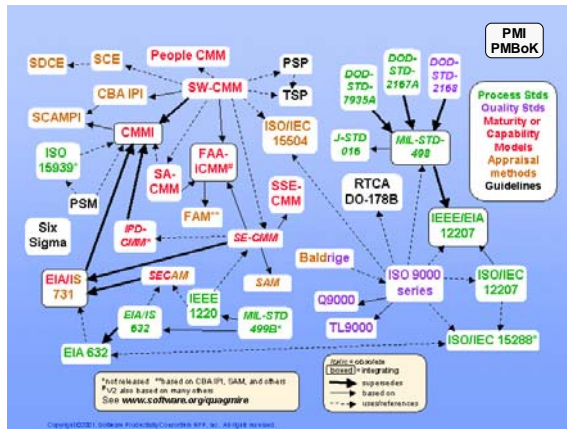 PMI
PMBoK
SDCE
SCE
People CMM
PSP
TSP
DOD-
STD-
7935A
DOD-
STD-
2167A
DOD-
STD-
2168
CBA IPI
SW-CMM
SCAMPI
CMMI
ISO/IEC
15504
J-STD
016
MIL-STD-
498
Process Stds
Quality Stds
Maturity or
Capability
Models
Appraisal
methods
Guidelines
ISO
15939*
PSM
SA-
CMM
FAA-
iCMM#
FAM**
SSE-
CMM
RTCA
DO-178B
IEEE/EIA
12207
Six
Sigma
IPD-
CMM*
SE-CMM
SAM
Baldrige
ISO 9000
series
ISO/IEC
12207
EIA/IS
731
SECAM
EIA/IS
632
IEEE
1220
MIL-STD
499B*
Q9000
TL9000
EIA 632
ISO/IEC 15288*
*not released **based on CBA IPI, SAM, and others
V2 also based on many others
See www.software.org/quagmire
Italic = obsolete
boxed = integrating
supersedes
based on
uses/references